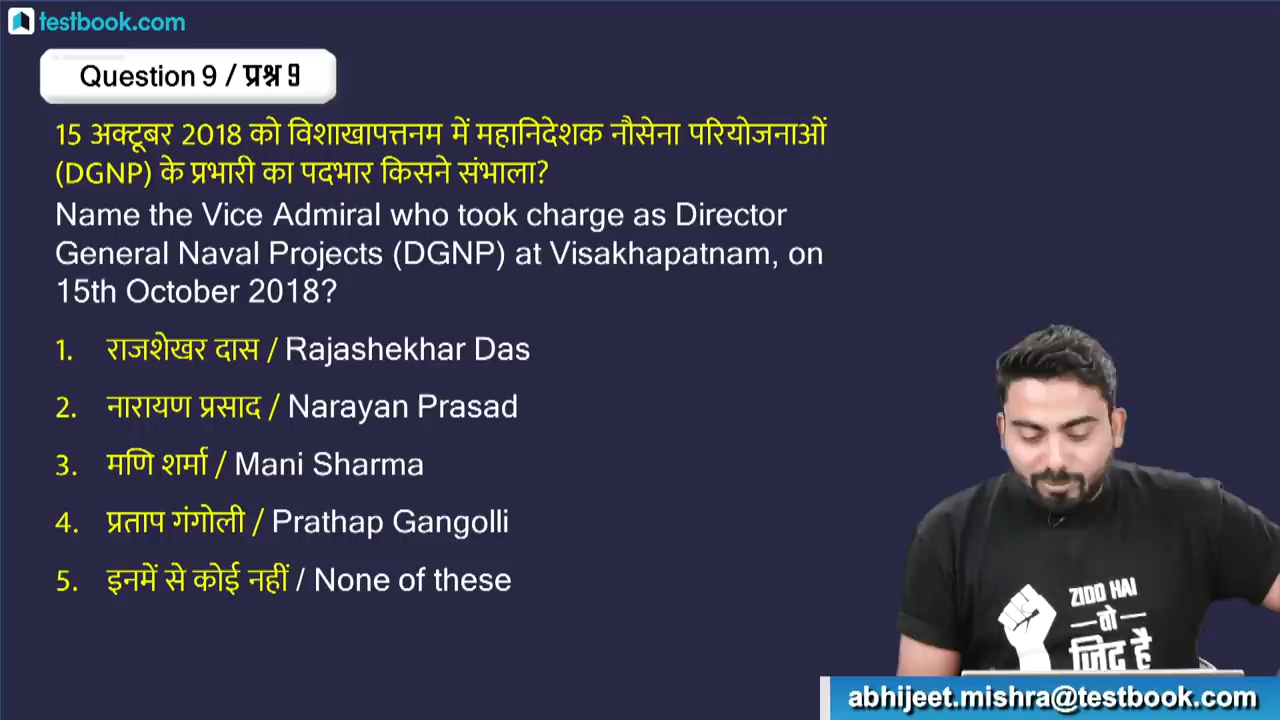 testbook.com
Question 9 / प्रश्न 9
15 अक्टूबर 2018 को विशाखापत्तनम में महानिदेशक नौसेना परियोजनाओं
(DGNP) के प्रभारी का पदभार किसने संभाला?
Name the Vice Admiral who took charge as Director
General Naval Projects (DGNP) at Visakhapatnam, on
15th October 2018?
1. राजशेखर दास / Rajashekhar Das
2. नारायण प्रसाद / Narayan Prasad
3. मणि शर्मा / Mani Sharma
4. प्रताप गंगोली / Prathap Gangolli
5. इनमें से कोई नहीं / None of these
ZIDD HAI
तो
ज़िद है
abhijeet.mishra@testbook.com